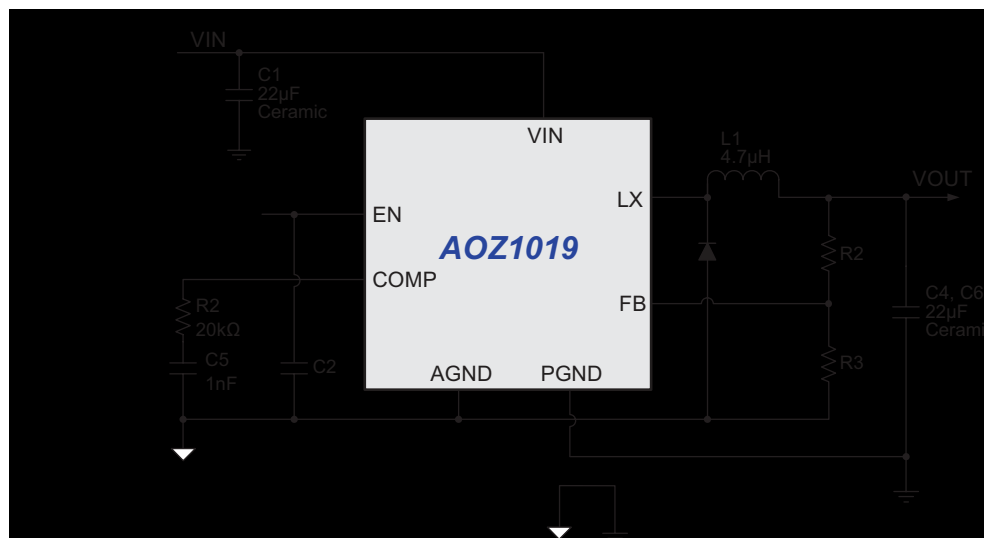 VIN
C1
22µF
Ceramic
VIN
L1
4.7µH
VOUT
LX
EN
AOZ1019
R2
COMP
FB
C4, C6
22µF
R2
20kΩ
C5
1nF
C2
R3
AGND
PGND